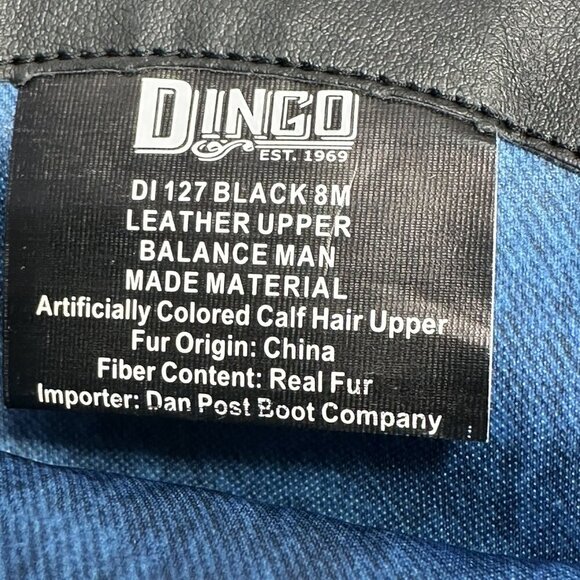 DINGO
EST. 1969
DI 127 BLACK 8M
LEATHER UPPER
BALANCE MAN
MADE MATERIAL
Artificially Colored Calf Hair Upper
Fur Origin: China
Fiber Content: Real Fur
Importer: Dan Post Boot Company